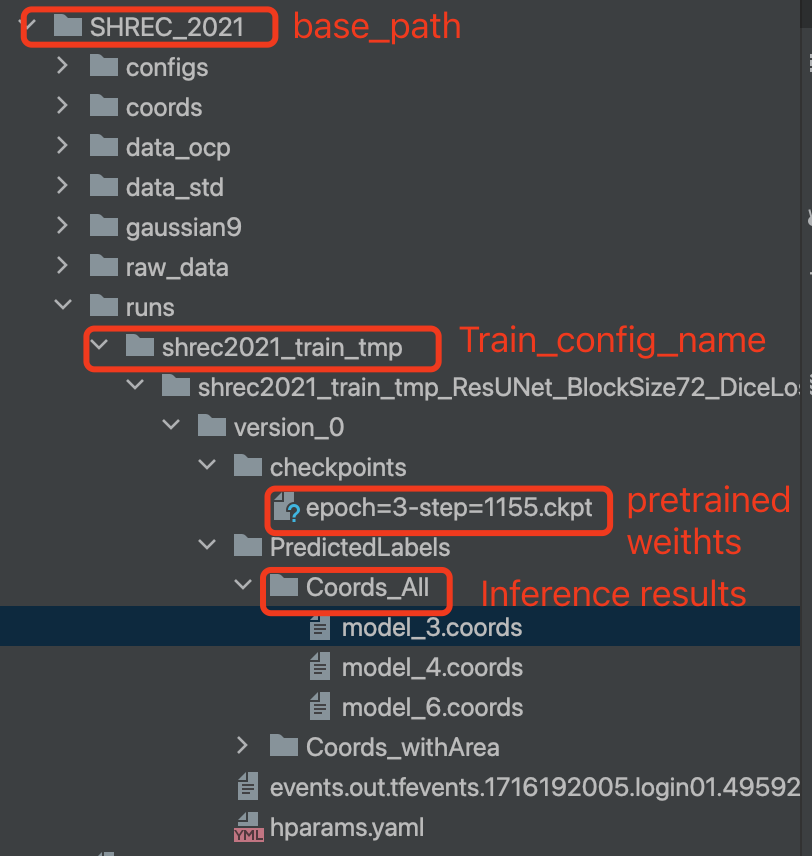 SHREC_2021 base_path
configs
coords
data_ocp
data_std
gaussian9
raw_data
runs
shrec2021_train_tmp Train_config_name
shrec2021_train_tmp_ResUNet_BlockSize72_DiceLos
version_0
checkpoints
epoch=3-step=1155.ckpt pretrained
weithts
PredictedLabels
Coords_All Inference results
model_3.coords
model_4.coords
model_6.coords
Coords_withArea
events.out.tfevents.1716192005.login01.49592
YML hparams.yaml